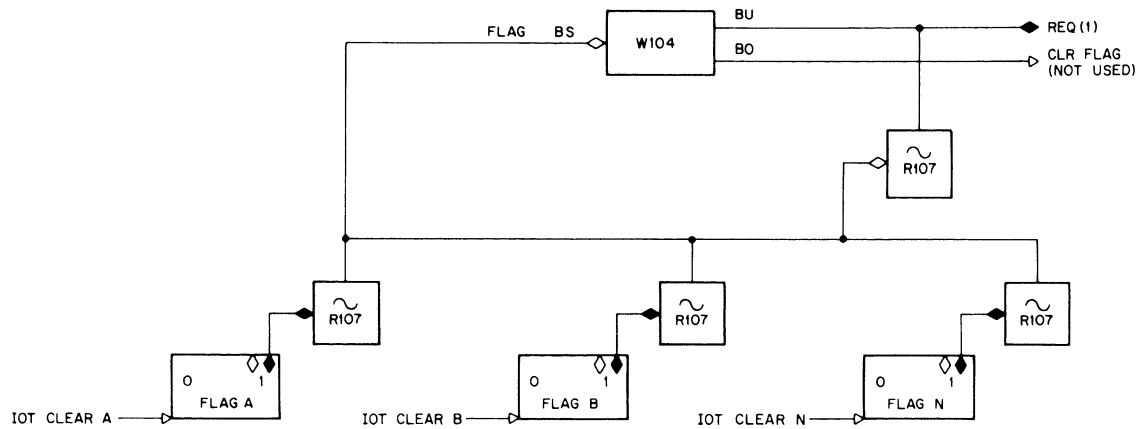 BU
FLAG BS
W104
REQ(1)
BO
CLR FLAG
(NOT USED)
R107
R107
R107
R107
0 1
FLAG A
0 1
FLAG B
0 1
FLAG N
IOT CLEAR A
IOT CLEAR B
IOT CLEAR N